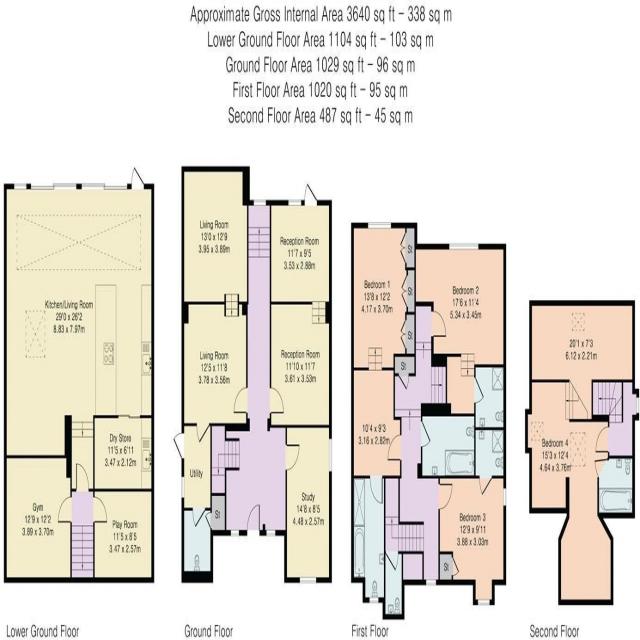 Approximate Gross Internal Area 3640 sq ft – 338 sq m
Lower Ground Floor Area 1104 sq ft – 103 sq m
Ground Floor Area 1029 sq ft – 96 sq m
First Floor Area 1020 sq ft – 95 sq m
Second Floor Area 487 sq ft – 45 sq m
Kitchen/Living Room
29'0 x 26'2
8.83 x 7.97m
Dry Store
11'5 x 6'11
3.47 x 2.12m
Gym
12'9 x 12'2
3.89 x 3.70m
Play Room
11'5 x 8'5
3.47 x 2.57m
Lower Ground Floor
Living Room
13'0 x 12'9
3.95 x 3.89m
Reception Room
11'7 x 9'5
3.53 x 2.88m
Living Room
12'5 x 11'8
3.78 x 3.56m
Reception Room
11'10 x 11'7
3.61 x 3.53m
Utility
St
Study
14'8 x 8'5
4.48 x 2.57m
Ground Floor
Bedroom 1
13'8 x 12'2
4.17 x 3.70m
St
St
St
St
Bedroom 2
17'6 x 11'4
5.34 x 3.45m
10'4 x 9'3
3.16 x 2.82m
Bedroom 3
12'9 x 9'11
3.88 x 3.03m
St
First Floor
20'1 x 7'3
6.12 x 2.21m
Bedroom 4
15'3 x 12'4
4.64 x 3.76m
Second Floor